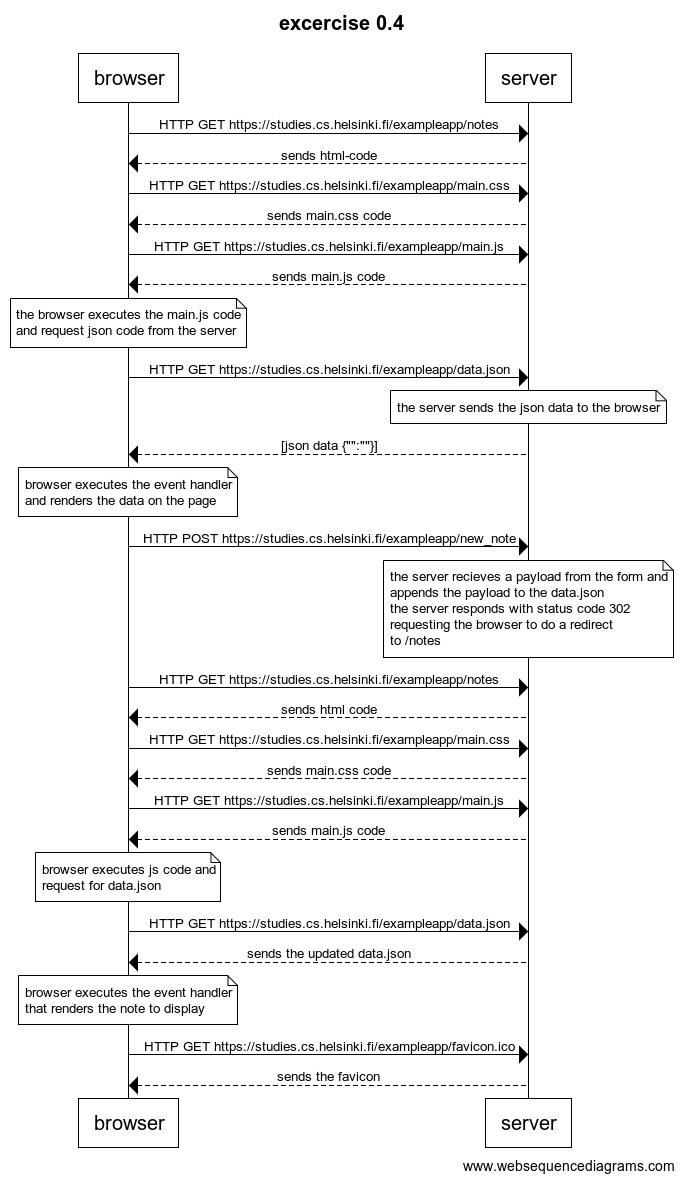 excercise 0.4
browser
server
HTTP GET https://studies.cs.helsinki.fi/exampleapp/notes
sends html-code
HTTP GET https://studies.cs.helsinki.fi/exampleapp/main.css
sends main.css code
HTTP GET https://studies.cs.helsinki.fi/exampleapp/main.js
sends main.js code
the browser executes the main.js code
and request json code from the server
HTTP GET https://studies.cs.helsinki.fi/exampleapp/data.json
the server sends the json data to the browser
[json data {"":""}]
browser executes the event handler
and renders the data on the page
HTTP POST https://studies.cs.helsinki.fi/exampleapp/new_note
the server recieves a payload from the form and
appends the payload to the data.json
the server responds with status code 302
requesting the browser to do a redirect
to /notes
HTTP GET https://studies.cs.helsinki.fi/exampleapp/notes
sends html code
HTTP GET https://studies.cs.helsinki.fi/exampleapp/main.css
sends main.css code
HTTP GET https://studies.cs.helsinki.fi/exampleapp/main.js
sends main.js code
browser executes js code and
request for data.json
HTTP GET https://studies.cs.helsinki.fi/exampleapp/data.json
sends the updated data.json
browser executes the event handler
that renders the note to display
HTTP GET https://studies.cs.helsinki.fi/exampleapp/favicon.ico
sends the favicon
browser
server
www.websequencediagrams.com